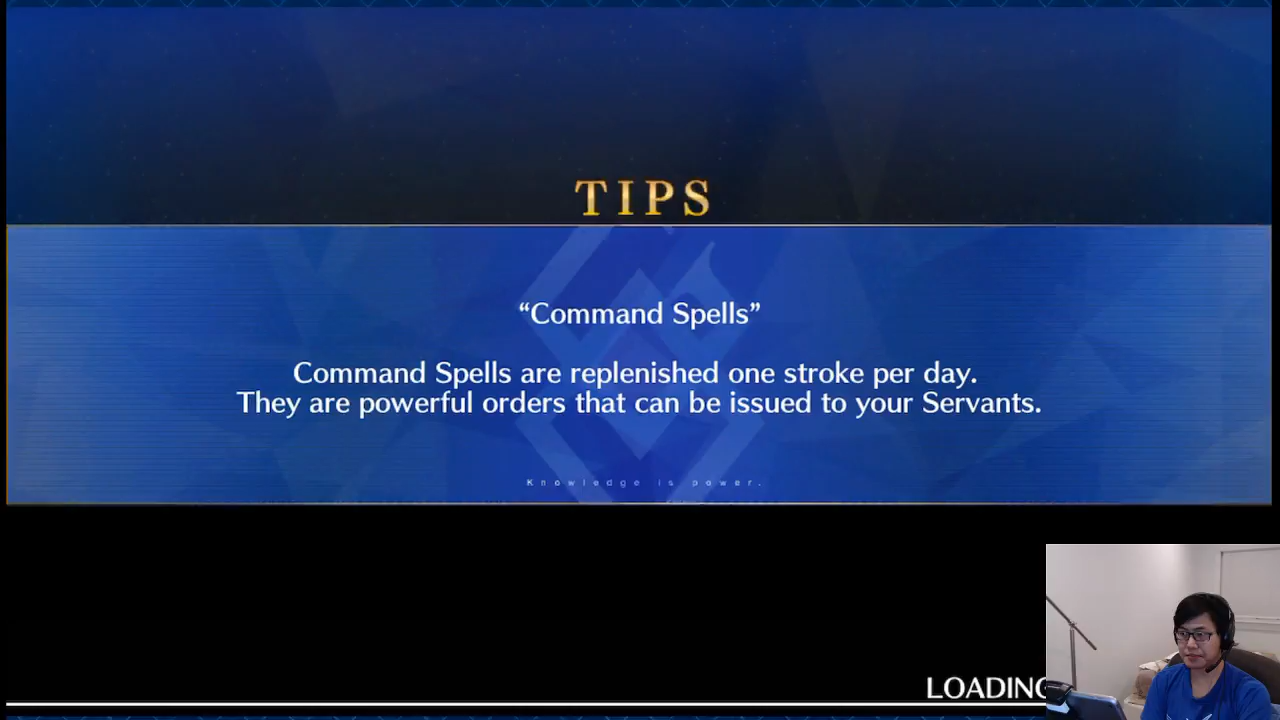 TIPS
“Command Spells”
Command Spells are replenished one stroke per day.
They are powerful orders that can be issued to your Servants.
Knowledge is power.
LOADING